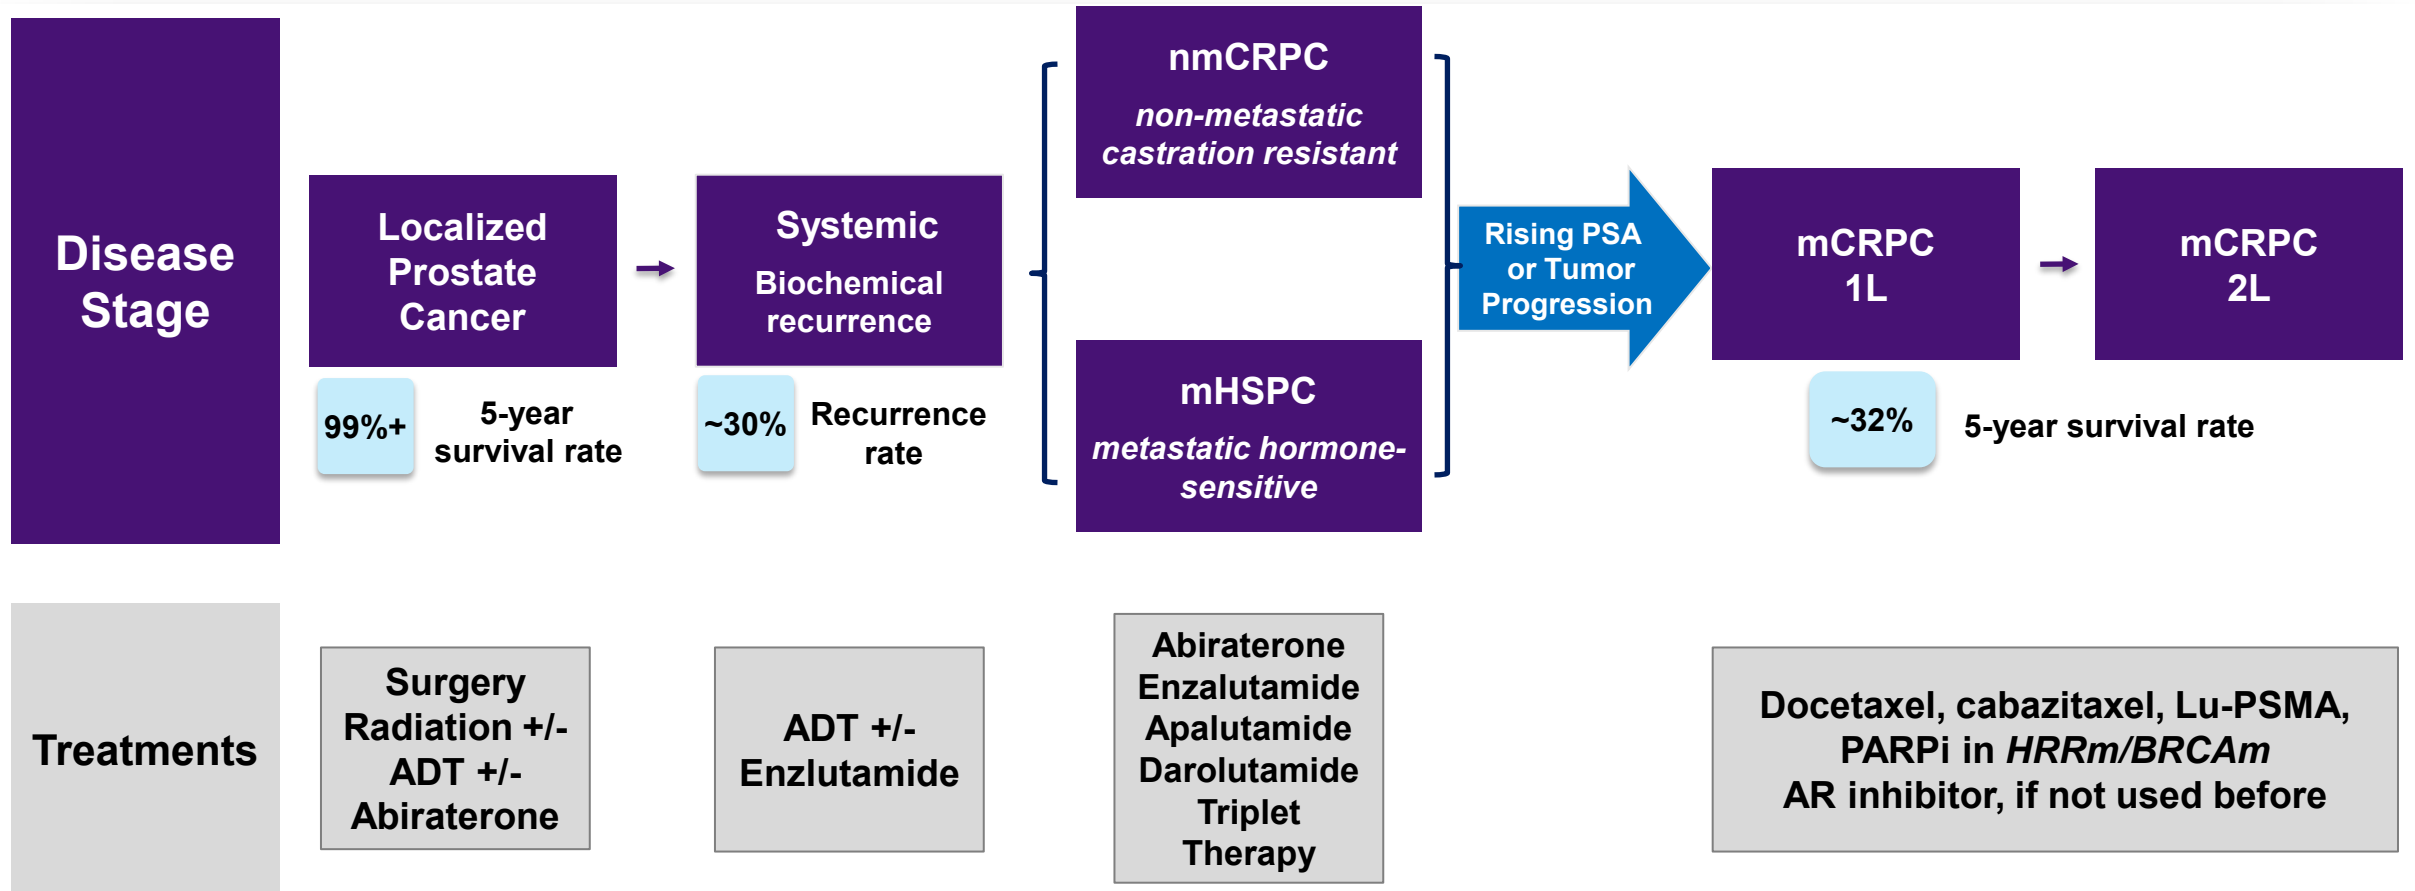 Disease
Stage
Localized
Prostate
Cancer
99%+
5-year
survival rate
Systemic
Biochemical
recurrence
~30%
Recurrence
rate
nmCRPC
non-metastatic
castration resistant
mHSPC
metastatic hormone-
sensitive
Rising PSA
or Tumor
Progression
mCRPC
1L
mCRPC
2L
~32%
5-year survival rate
Treatments
Surgery
Radiation +/-
ADT +/-
Abiraterone
ADT +/-
Enzlutamide
Abiraterone
Enzalutamide
Apalutamide
Darolutamide
Triplet
Therapy
Docetaxel, cabazitaxel, Lu-PSMA,
PARPi in HRRm/BRCAm
AR inhibitor, if not used before